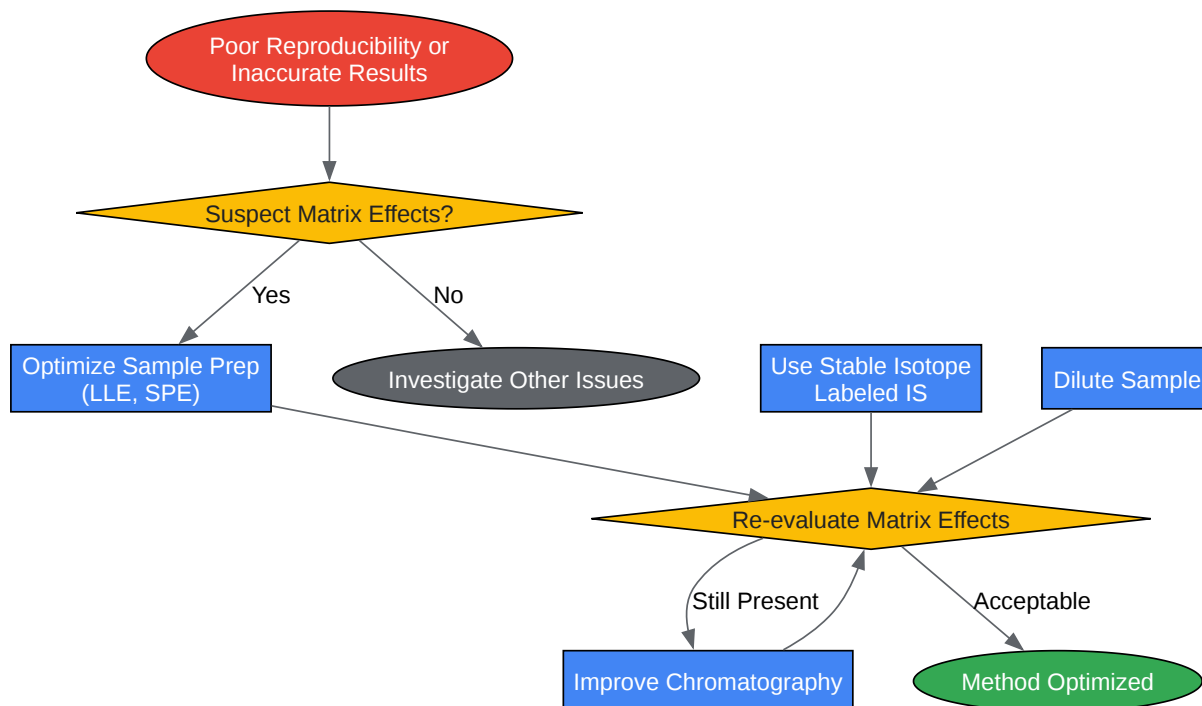 Poor Reproducibility or
Inaccurate Results
Suspect Matrix Effects?
Yes
No
Optimize Sample Prep
(LLE, SPE)
Investigate Other Issues
Use Stable Isotope
Labeled IS
Dilute Sample
Re-evaluate Matrix Effects
Still Present
Acceptable
Improve Chromatography
Method Optimized